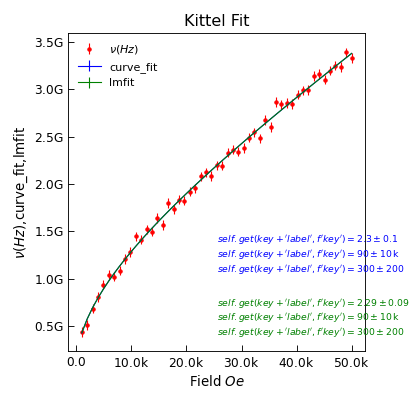 Kittel Fit
3.5G
3.0G
2.5G
2.0G
1.5G
1.0G
0.5G
ν(Hz),curve_fit,lmfit
ν(Hz)
curve_fit
lmfit
self.get(key +′label′, f′key′) = 2.3 ± 0.1
self.get(key +′label′, f′key′) = 90 ± 10 k
self.get(key +′label′, f′key′) = 300 ± 200
self.get(key +′label′, f′key′) = 2.29 ± 0.09
self.get(key +′label′, f′key′) = 90 ± 10 k
self.get(key +′label′, f′key′) = 300 ± 200
0.0 10.0k 20.0k 30.0k 40.0k 50.0k
Field Oe